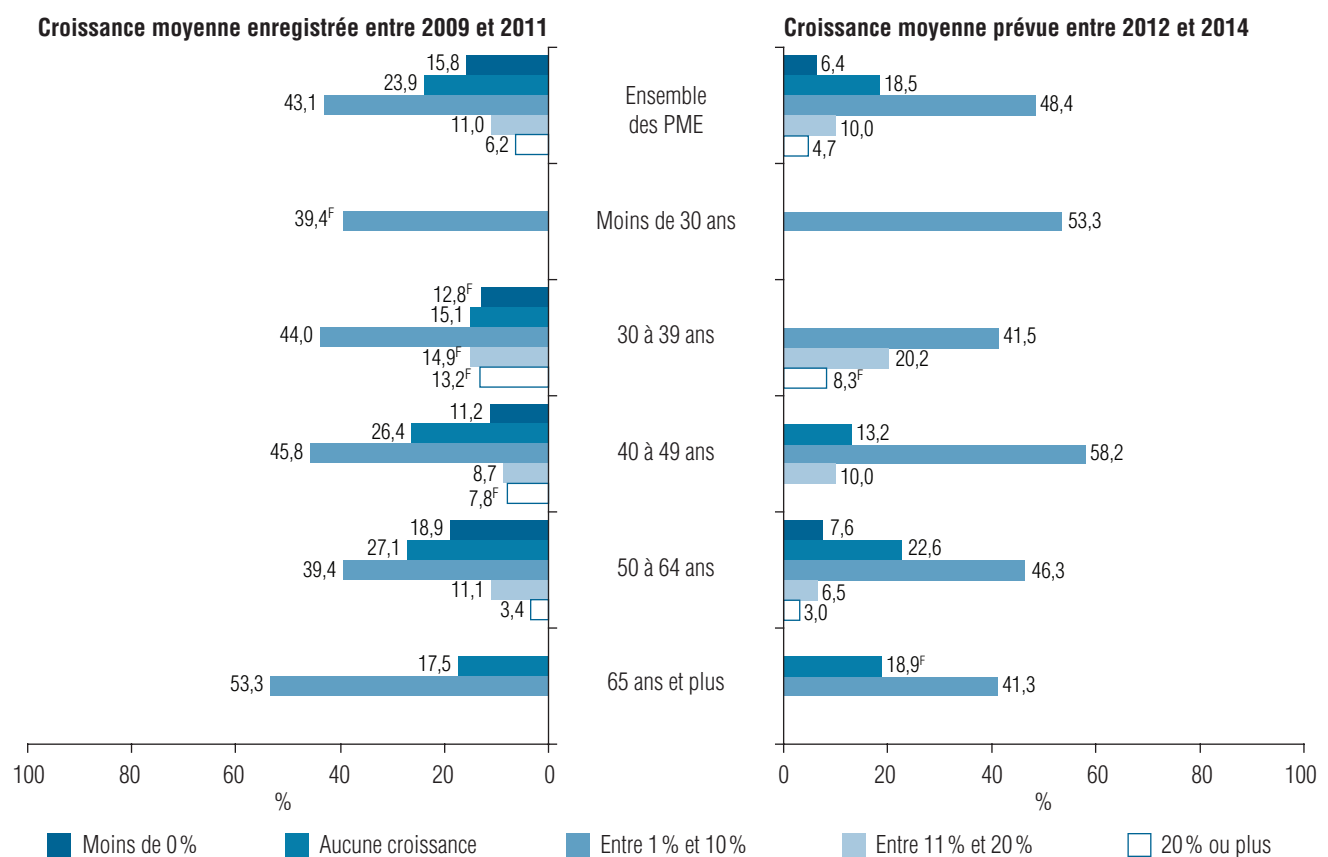 Croissance moyenne enregistrée entre 2009 et 2011
Croissance moyenne prévue entre 2012 et 2014
15,8
23,9
43,1
11,0
6,2
Ensemble
des PME
6,4
18,5
48,4
10,0
4,7
39,4F
Moins de 30 ans
53,3
12,8F
15,1
44,0
14,9F
13,2F
30 à 39 ans
41,5
20,2
8,3F
11,2
26,4
45,8
8,7
7,8F
40 à 49 ans
13,2
58,2
10,0
18,9
27,1
39,4
11,1
3,4
50 à 64 ans
7,6
22,6
46,3
6,5
3,0
17,5
53,3
65 ans et plus
18,9F
41,3
100 80 60 40 20 0
%
0 20 40 60 80 100
%
Moins de 0 % Aucune croissance Entre 1 % et 10 % Entre 11 % et 20 % 20 % ou plus